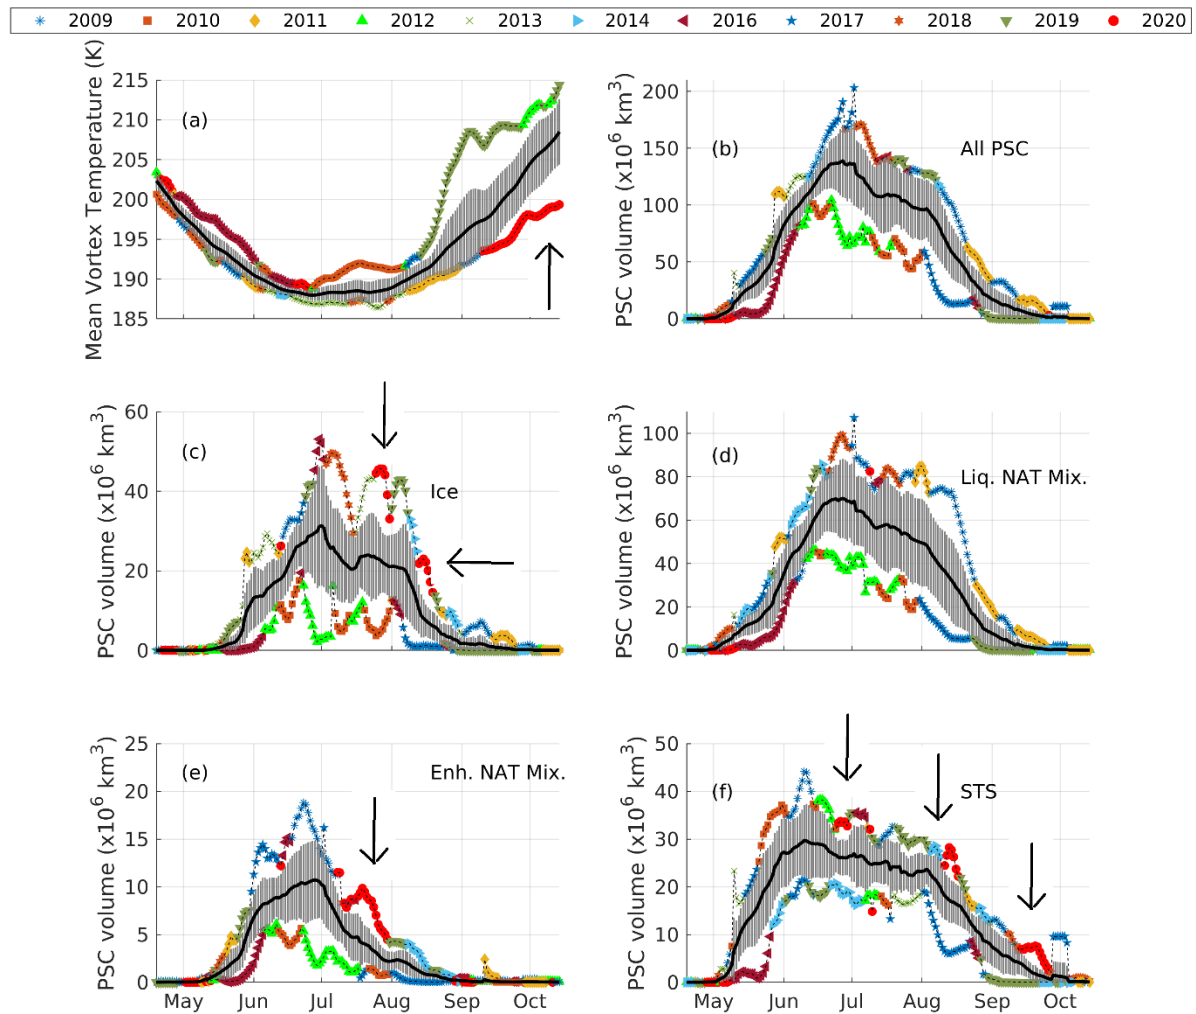 2009 2010 2011 2012 2013 2014 2016 2017 2018 2019 2020
Mean Vortex Temperature (K)
215
210
205
200
195
190
185
(a)
PSC volume (x10⁶ km³)
200
150
100
50
0
(b)
All PSC
PSC volume (x10⁶ km³)
60
40
20
0
(c)
Ice
PSC volume (x10⁶ km³)
100
80
60
40
20
0
(d)
Liq. NAT Mix.
PSC volume (x10⁶ km³)
25
20
15
10
5
0
(e)
Enh. NAT Mix.
May Jun Jul Aug Sep Oct
PSC volume (x10⁶ km³)
50
40
30
20
10
0
(f)
STS
May Jun Jul Aug Sep Oct